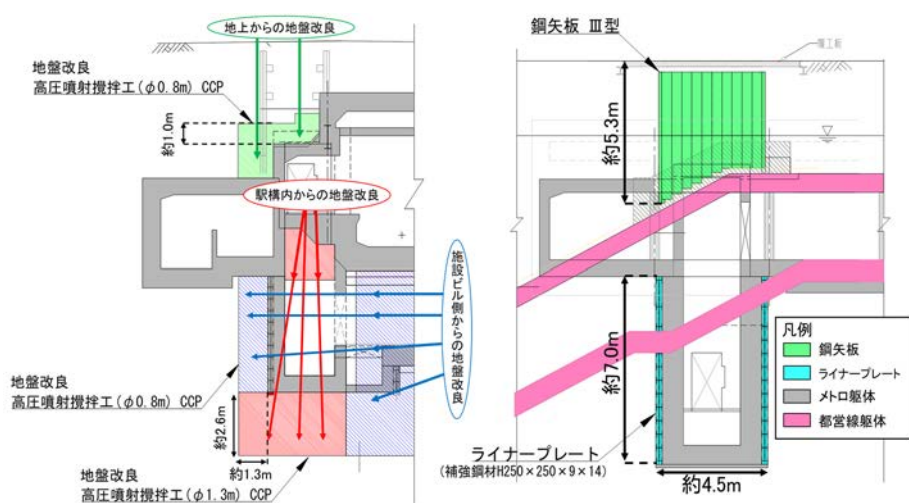 地上からの地盤改良
地盤改良
高圧噴射攪拌工(φ0.8m) CCP
約1.0m
駅構内からの地盤改良
施設ビル側からの地盤改良
地盤改良
高圧噴射攪拌工(φ0.8m) CCP
約2.6m
約1.3m
地盤改良
高圧噴射攪拌工(φ1.3m) CCP
鋼矢板 Ⅲ型
覆工板
約5.3m
約7.0m
ライナープレート
(補強鋼材H250×250×9×14)
約4.5m
凡例
鋼矢板
ライナープレート
メトロ躯体
都営線躯体